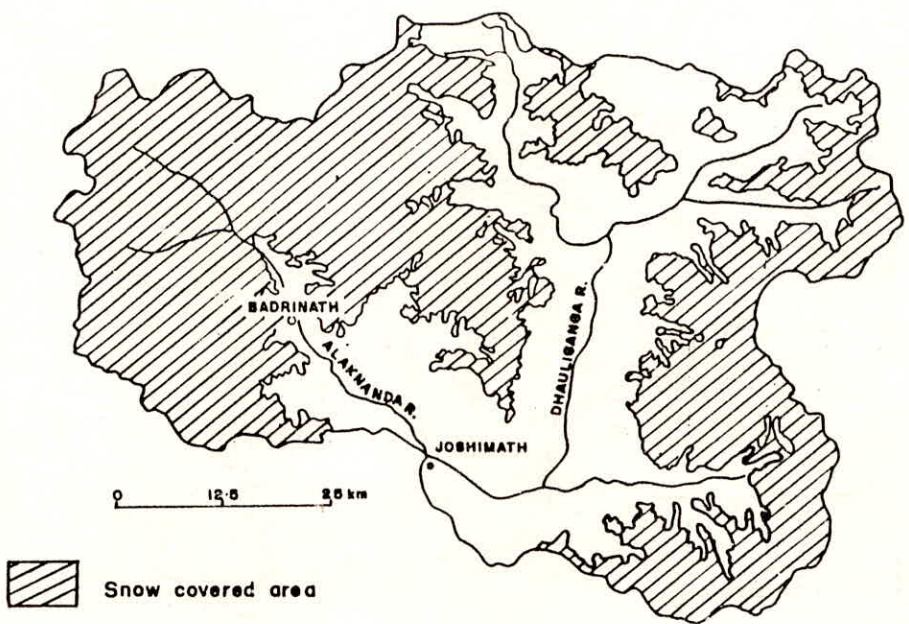 BADRINATH
ALAKNANDA R.
DHAULIGANGA R.
JOSHIMATH
0 12·5 25 km
Snow covered area